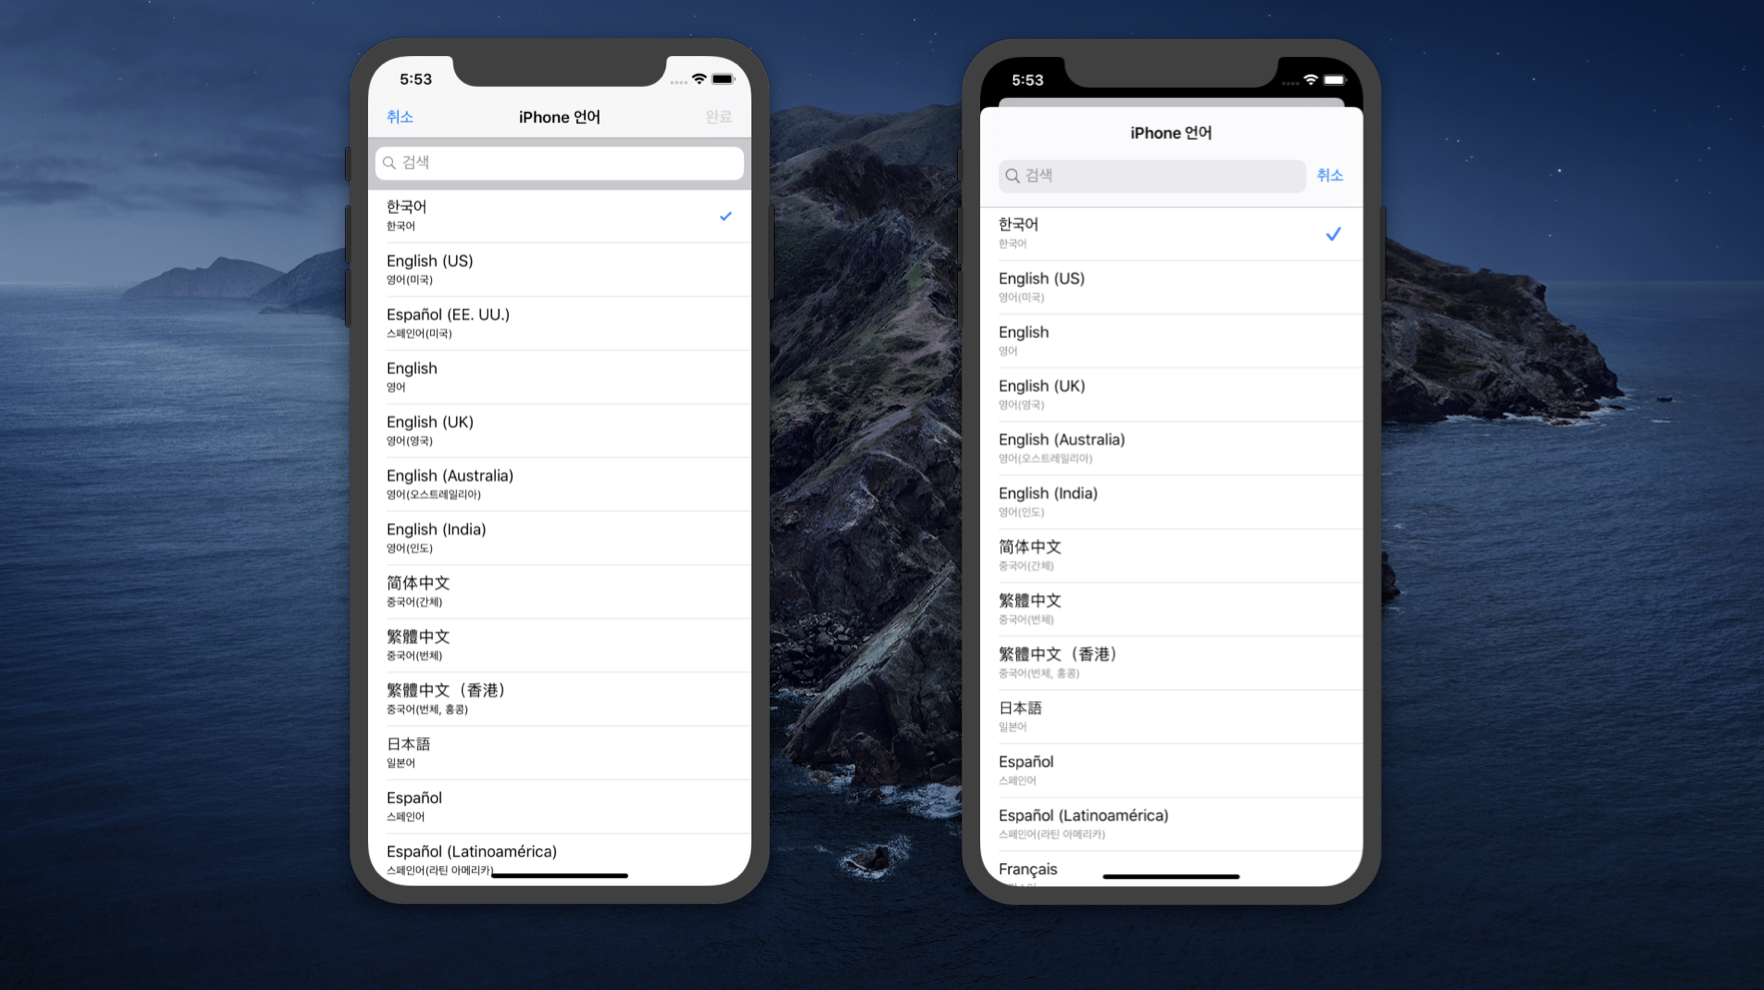 5:53
취소 iPhone 언어 완료
검색
한국어
한국어
English (US)
영어(미국)
Español (EE. UU.)
스페인어(미국)
English
영어
English (UK)
영어(영국)
English (Australia)
영어(오스트레일리아)
English (India)
영어(인도)
简体中文
중국어(간체)
繁體中文
중국어(번체)
繁體中文（香港）
중국어(번체, 홍콩)
日本語
일본어
Español
스페인어
Español (Latinoamérica)
스페인어(라틴 아메리카)
5:53
iPhone 언어
검색 취소
한국어
한국어
English (US)
영어(미국)
English
영어
English (UK)
영어(영국)
English (Australia)
영어(오스트레일리아)
English (India)
영어(인도)
简体中文
중국어(간체)
繁體中文
중국어(번체)
繁體中文（香港）
중국어(번체, 홍콩)
日本語
일본어
Español
스페인어
Español (Latinoamérica)
스페인어(라틴 아메리카)
Français